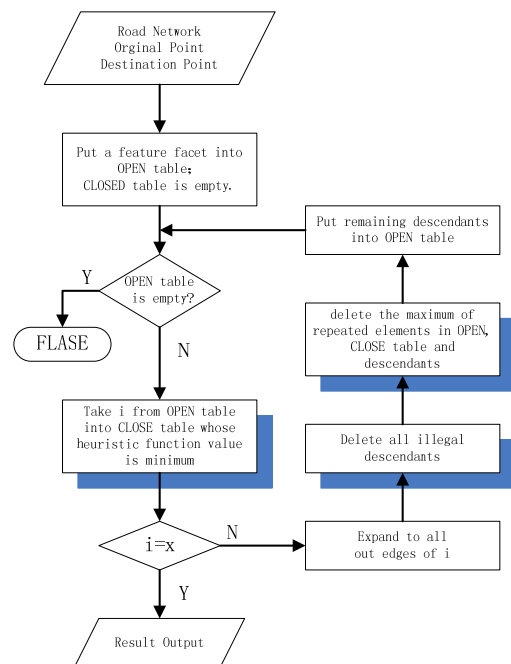 Road Network
Orginal Point
Destination Point
Put a feature facet into
OPEN table;
CLOSED table is empty.
OPEN table
is empty?
Y
FLASE
N
Take i from OPEN table
into CLOSE table whose
heuristic function value
is minimum
i=x
N
Y
Result Output
Expand to all
out edges of i
Delete all illegal
descendants
delete the maximum of
repeated elements in OPEN,
CLOSE table and
descendants
Put remaining descendants
into OPEN table